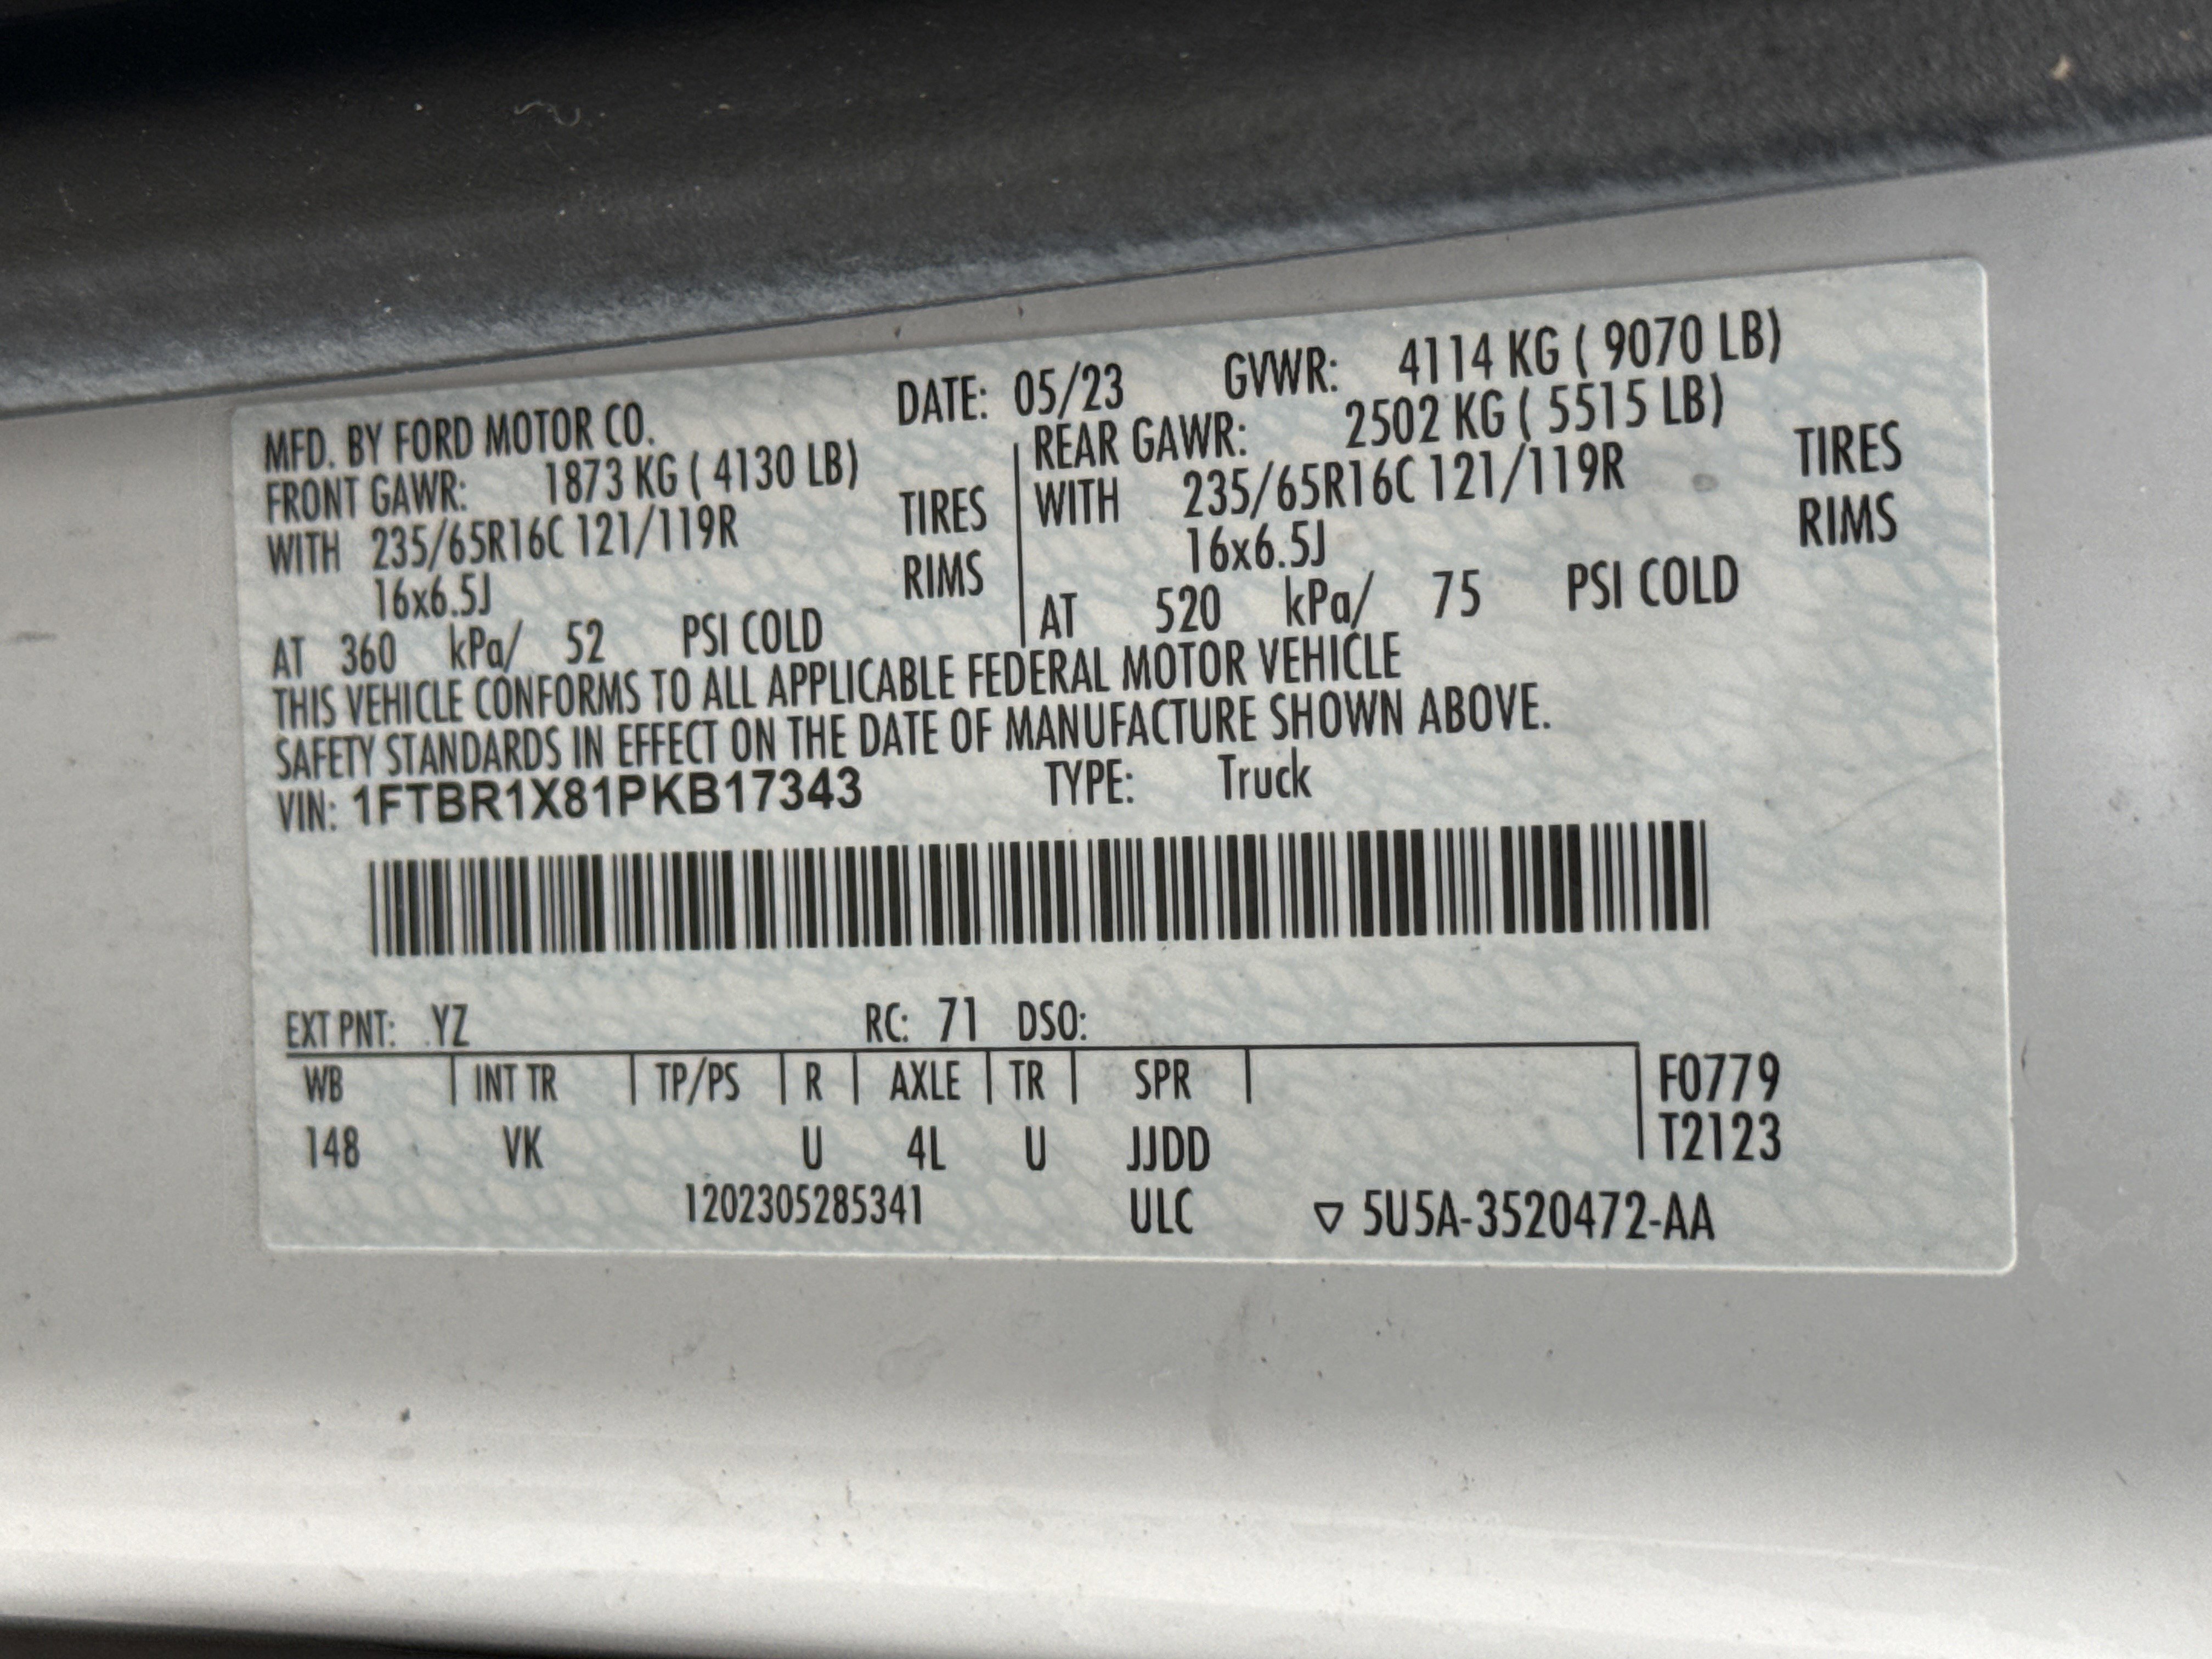 MFD. BY FORD MOTOR CO. DATE: 05/23 GVWR: 4114 KG ( 9070 LB)
FRONT GAWR: 1873 KG ( 4130 LB) REAR GAWR: 2502 KG ( 5515 LB)
WITH 235/65R16C 121/119R TIRES WITH 235/65R16C 121/119R TIRES
16x6.5J RIMS 16x6.5J RIMS
AT 360 kPa/ 52 PSI COLD AT 520 kPa/ 75 PSI COLD
THIS VEHICLE CONFORMS TO ALL APPLICABLE FEDERAL MOTOR VEHICLE
SAFETY STANDARDS IN EFFECT ON THE DATE OF MANUFACTURE SHOWN ABOVE.
VIN: 1FTBR1X81PKB17343 TYPE: Truck
EXT PNT: YZ RC: 71 DSO:
WB INT TR TP/PS R AXLE TR SPR F0779
148 VK U 4L U JJDD T2123
1202305285341 ULC ▽ 5U5A-3520472-AA